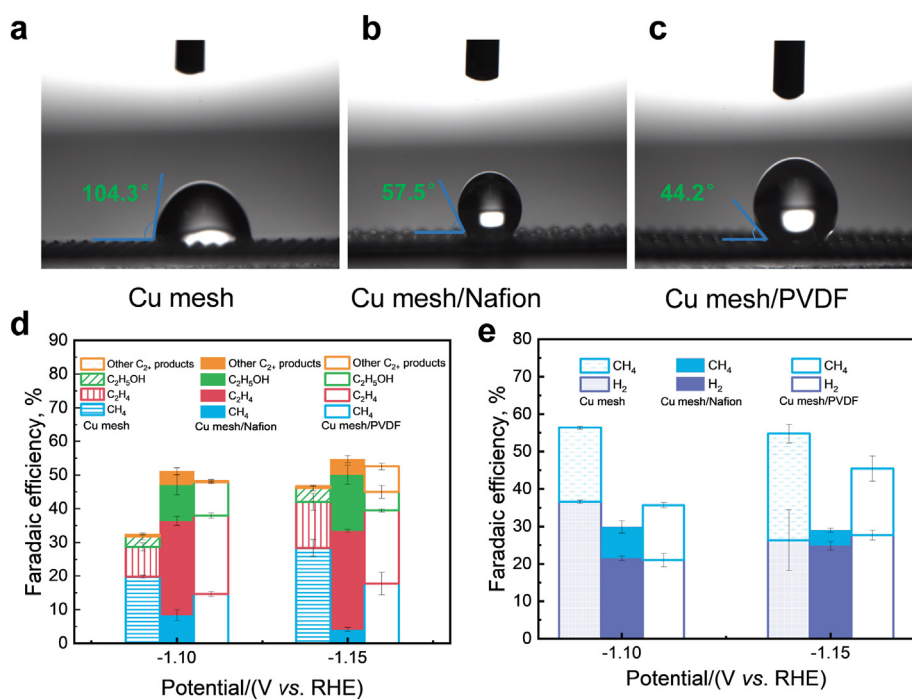 a
b
c
104.3°
57.5°
44.2°
Cu mesh
Cu mesh/Nafion
Cu mesh/PVDF
d
90
80
70
60
50
40
30
20
10
0
Faradaic efficiency, %
Other C₂₊ products
C₂H₅OH
C₂H₄
CH₄
Cu mesh
Other C₂₊ products
C₂H₅OH
C₂H₄
CH₄
Cu mesh/Nafion
Other C₂₊ products
C₂H₅OH
C₂H₄
CH₄
Cu mesh/PVDF
-1.10
-1.15
Potential/(V vs. RHE)
e
80
70
60
50
40
30
20
10
0
Faradaic efficiency, %
CH₄
H₂
Cu mesh
CH₄
H₂
Cu mesh/Nafion
CH₄
H₂
Cu mesh/PVDF
-1.10
-1.15
Potential/(V vs. RHE)